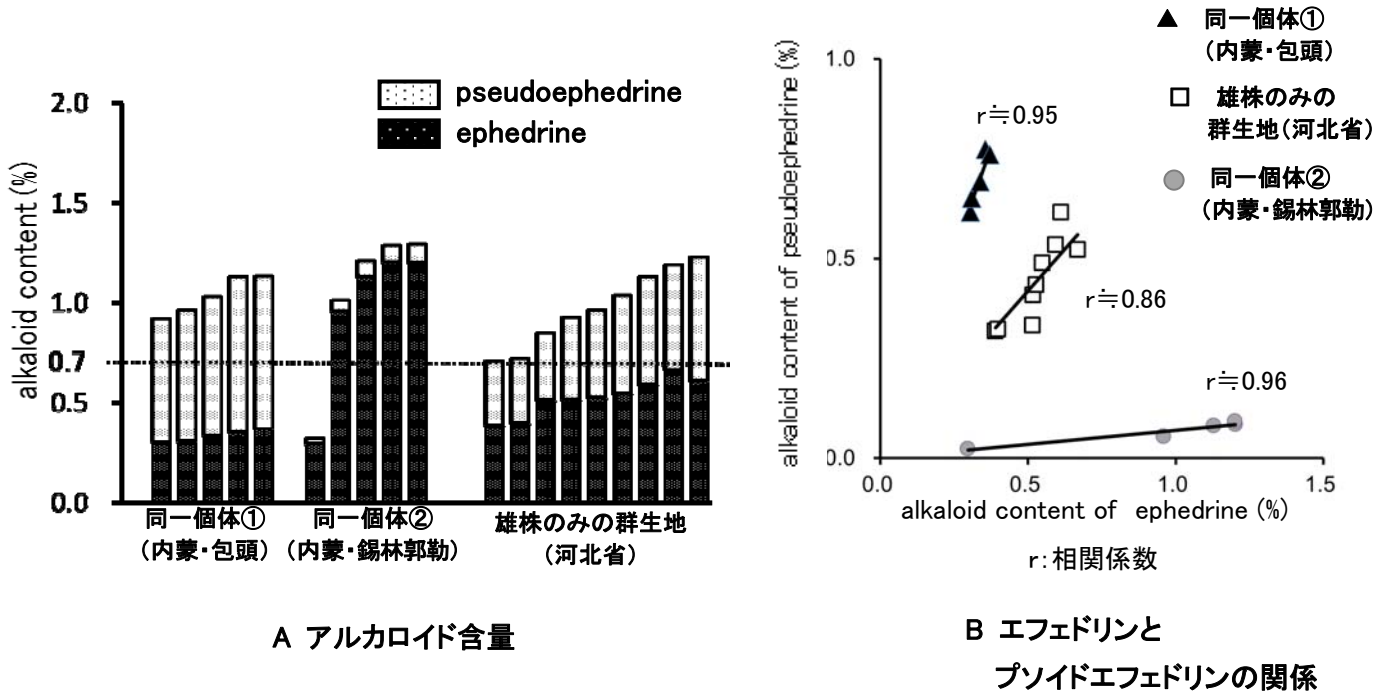 pseudoephedrine
ephedrine
alkaloid content (%)
2.0
1.5
1.0
0.7
0.5
0.0
同一個体①
(内蒙・包頭)
同一個体②
(内蒙・錫林郭勒)
雄株のみの群生地
(河北省)
A アルカロイド含量
同一個体①
(内蒙・包頭)
雄株のみの
群生地(河北省)
同一個体②
(内蒙・錫林郭勒)
alkaloid content of pseudoephedrine (%)
1.0
0.5
0.0
r≒0.95
r≒0.86
r≒0.96
0.0
0.5
1.0
1.5
alkaloid content of ephedrine (%)
r:相関係数
B エフェドリンと
プソイドエフェドリンの関係